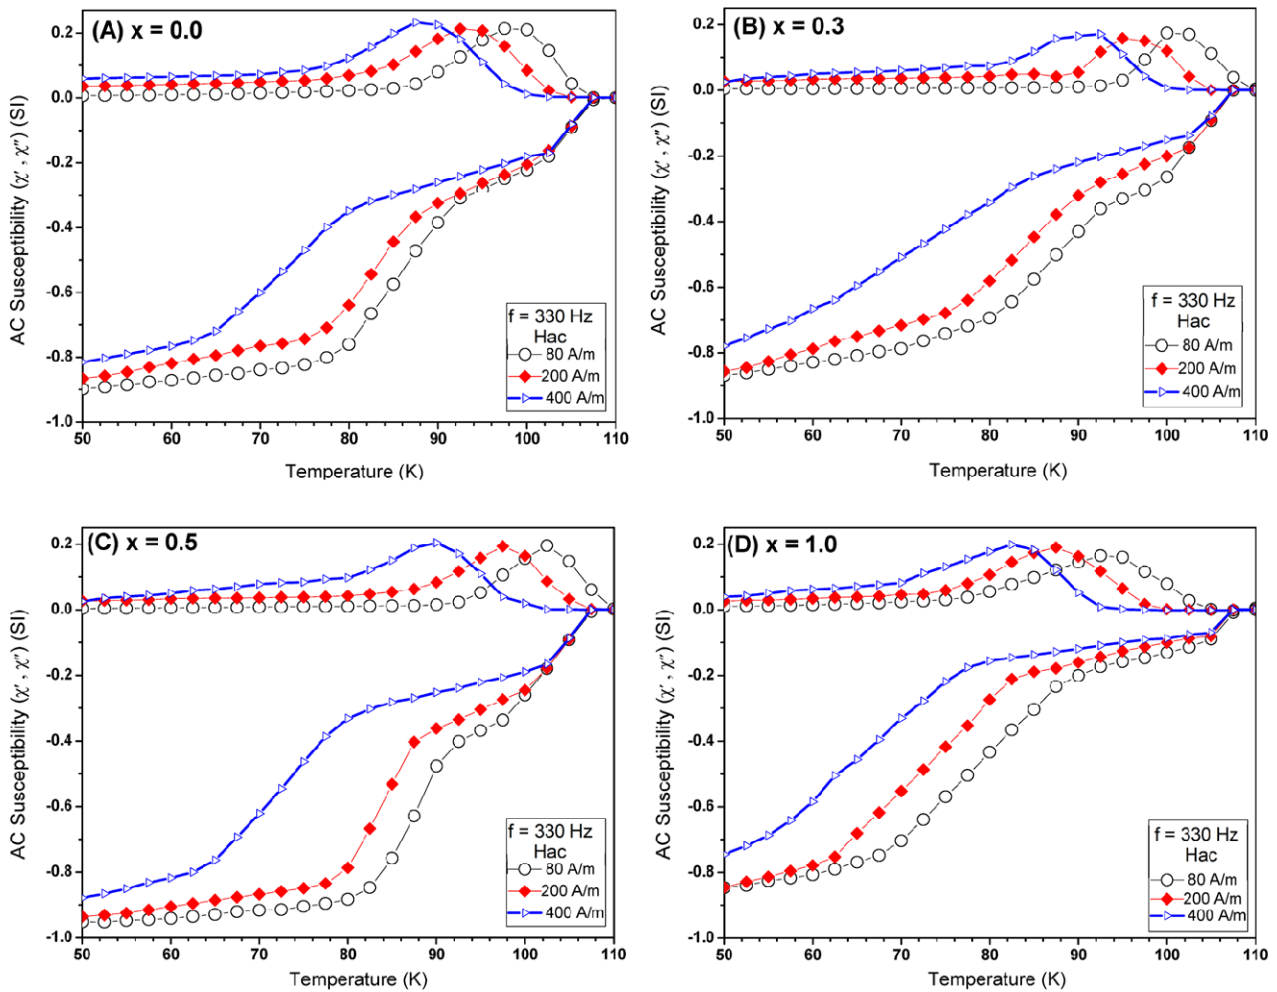 (A) x = 0.0
0.2
0.0
-0.2
-0.4
-0.6
-0.8
-1.0
AC Susceptibility (χ′ , χ″) (SI)
f = 330 Hz
Hac
80 A/m
200 A/m
400 A/m
50 60 70 80 90 100 110
Temperature (K)
(B) x = 0.3
0.2
0.0
-0.2
-0.4
-0.6
-0.8
-1.0
AC Susceptibility (χ′ , χ″) (SI)
f = 330 Hz
Hac
80 A/m
200 A/m
400 A/m
50 60 70 80 90 100 110
Temperature (K)
(C) x = 0.5
0.2
0.0
-0.2
-0.4
-0.6
-0.8
-1.0
AC Susceptibility (χ′ , χ″) (SI)
f = 330 Hz
Hac
80 A/m
200 A/m
400 A/m
50 60 70 80 90 100 110
Temperature (K)
(D) x = 1.0
0.2
0.0
-0.2
-0.4
-0.6
-0.8
-1.0
AC Susceptibility (χ′ , χ″) (SI)
f = 330 Hz
Hac
80 A/m
200 A/m
400 A/m
50 60 70 80 90 100 110
Temperature (K)